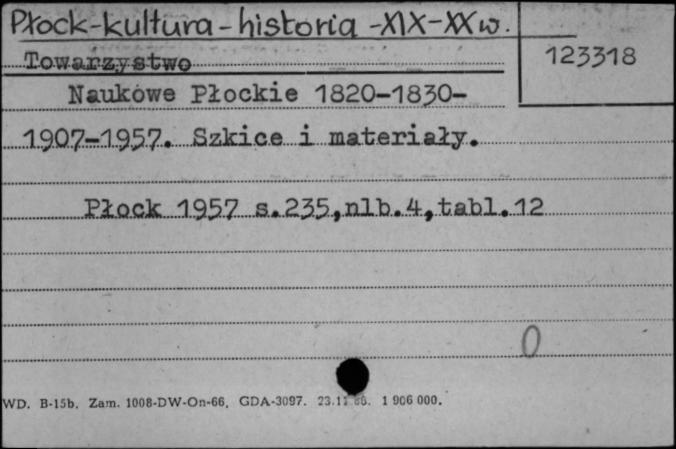 Płock-kultura-historia-XIX-XX w.
123318
Towarzystwo
Naukowe Płockie 1820-1830-
1907-1957. Szkice i materiały.
Płock 1957 s.235,nlb.4,tabl.12
0
WD. B-15b. Zam. 1008-DW-On-66. GDA-3097. 1 906 000.